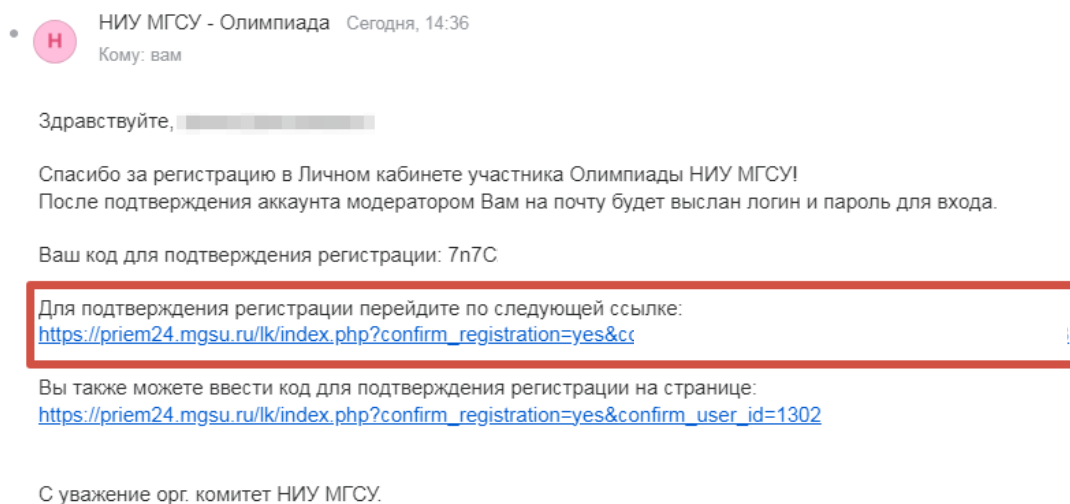 Н
НИУ МГСУ - Олимпиада Сегодня, 14:36
Кому: вам
Здравствуйте,
Спасибо за регистрацию в Личном кабинете участника Олимпиады НИУ МГСУ!
После подтверждения аккаунта модератором Вам на почту будет выслан логин и пароль для входа.
Ваш код для подтверждения регистрации: 7n7C
Для подтверждения регистрации перейдите по следующей ссылке:
https://priem24.mgsu.ru/lk/index.php?confirm_registration=yes&cc
Вы также можете ввести код для подтверждения регистрации на странице:
https://priem24.mgsu.ru/lk/index.php?confirm_registration=yes&confirm_user_id=1302
С уважение орг. комитет НИУ МГСУ.